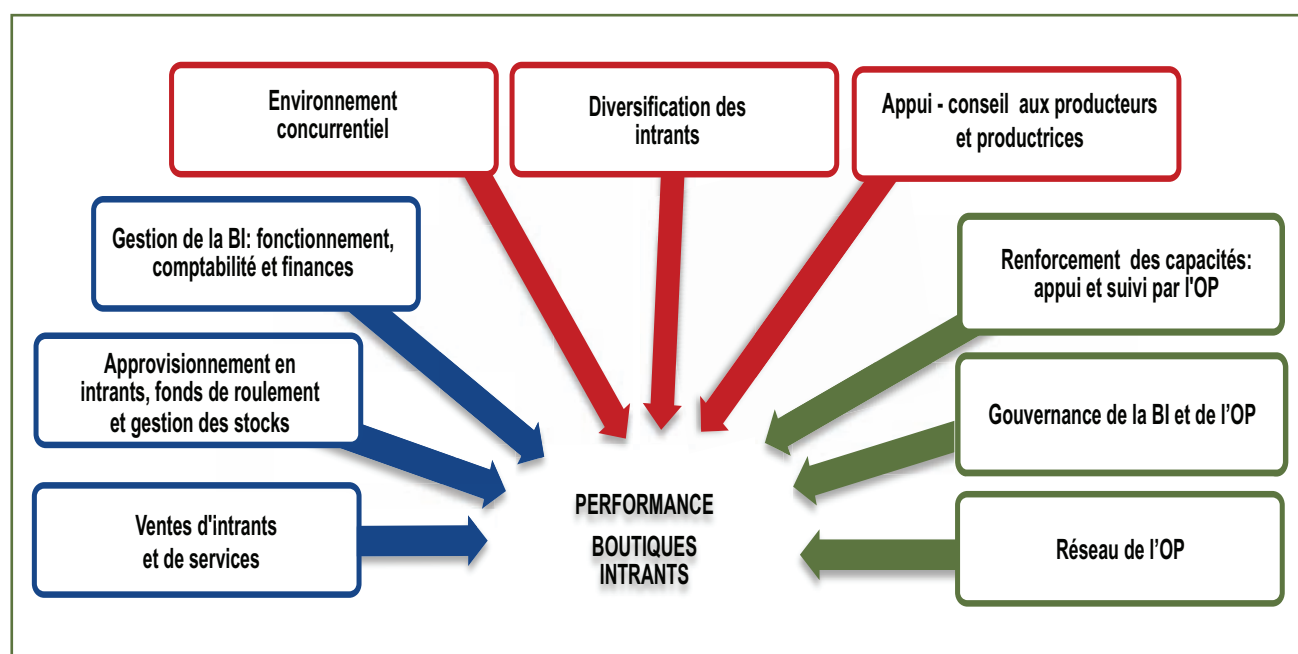 Environnement
concurrentiel
Diversification des
intrants
Appui - conseil aux producteurs
et productrices
Gestion de la BI: fonctionnement,
comptabilité et finances
Renforcement des capacités:
appui et suivi par l'OP
Approvisionnement en
intrants, fonds de roulement
et gestion des stocks
Gouvernance de la BI et de l’OP
Ventes d'intrants
et de services
Réseau de l’OP
PERFORMANCE
BOUTIQUES
INTRANTS